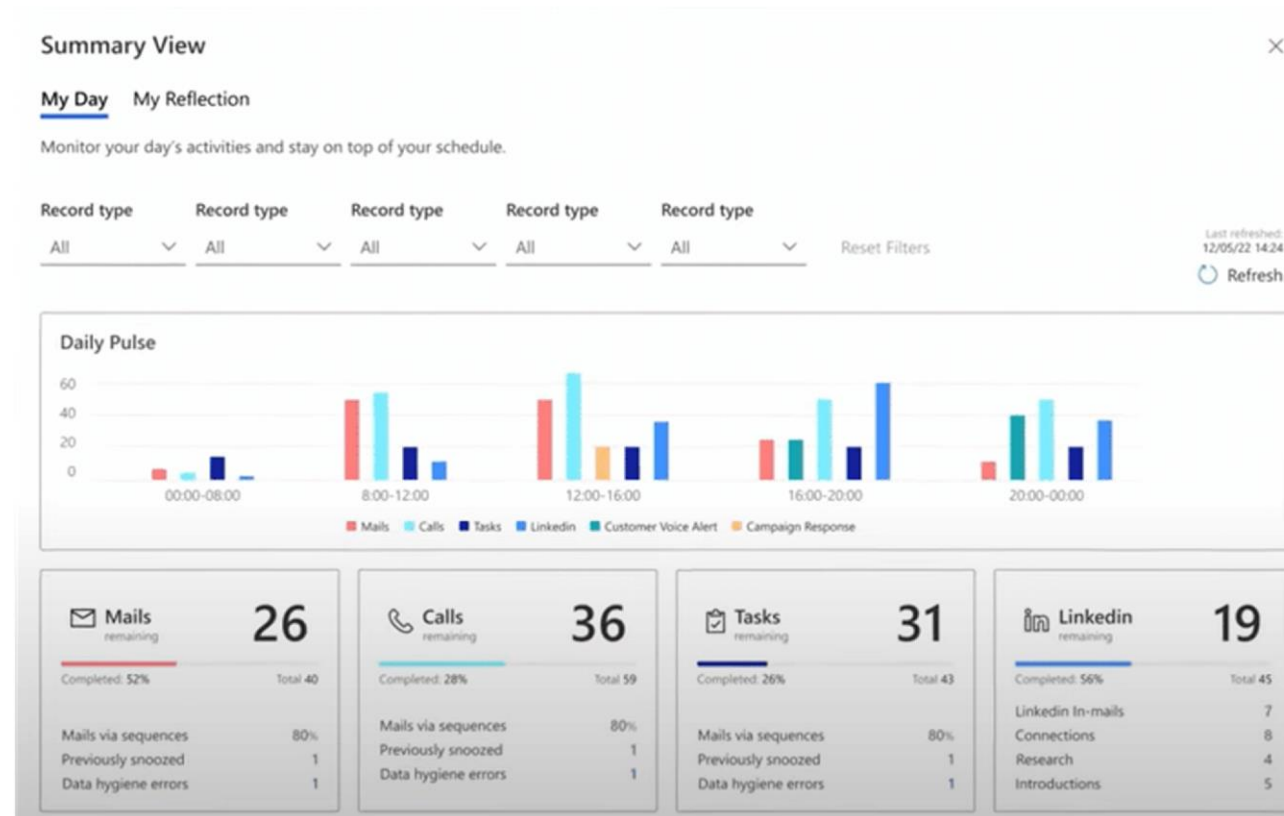 Summary View
My Day My Reflection
Monitor your day's activities and stay on top of your schedule.
Record type Record type Record type Record type Record type
All All All All All Reset Filters
Last refreshed:
12/05/22 14:24
Refresh
Daily Pulse
60
40
20
0
00:00-08:00 8:00-12:00 12:00-16:00 16:00-20:00 20:00-00:00
Mails Calls Tasks Linkedin Customer Voice Alert Campaign Response
Mails
remaining
26
Completed: 52% Total 40
Mails via sequences 80%
Previously snoozed 1
Data hygiene errors 1
Calls
remaining
36
Completed: 28% Total 59
Mails via sequences 80%
Previously snoozed 1
Data hygiene errors 1
Tasks
remaining
31
Completed: 26% Total 43
Mails via sequences 80%
Previously snoozed 1
Data hygiene errors 1
in Linkedin
remaining
19
Completed: 56% Total 45
Linkedin In-mails 7
Connections 8
Research 4
Introductions 5